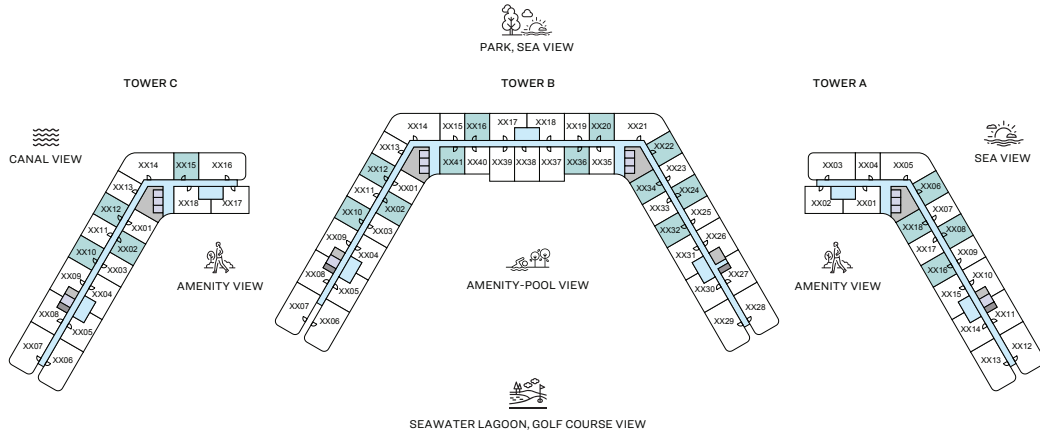 PARK, SEA VIEW
TOWER C
TOWER B
TOWER A
CANAL VIEW
SEA VIEW
XX14
XX15
XX16
XX13
XX12
XX11
XX10
XX09
XX08
XX07
XX06
XX05
XX04
XX03
XX02
XX01
XX18
XX17
AMENITY VIEW
XX14
XX15
XX16
XX17
XX18
XX19
XX20
XX21
XX13
XX12
XX11
XX10
XX09
XX08
XX07
XX06
XX05
XX04
XX03
XX02
XX01
XX41
XX40
XX39
XX38
XX37
XX36
XX35
XX22
XX23
XX24
XX25
XX26
XX27
XX28
XX29
XX30
XX31
XX32
XX33
XX34
AMENITY-POOL VIEW
XX03
XX04
XX05
XX02
XX01
XX06
XX07
XX08
XX09
XX10
XX11
XX12
XX13
XX14
XX15
XX16
XX17
XX18
AMENITY VIEW
SEAWATER LAGOON, GOLF COURSE VIEW